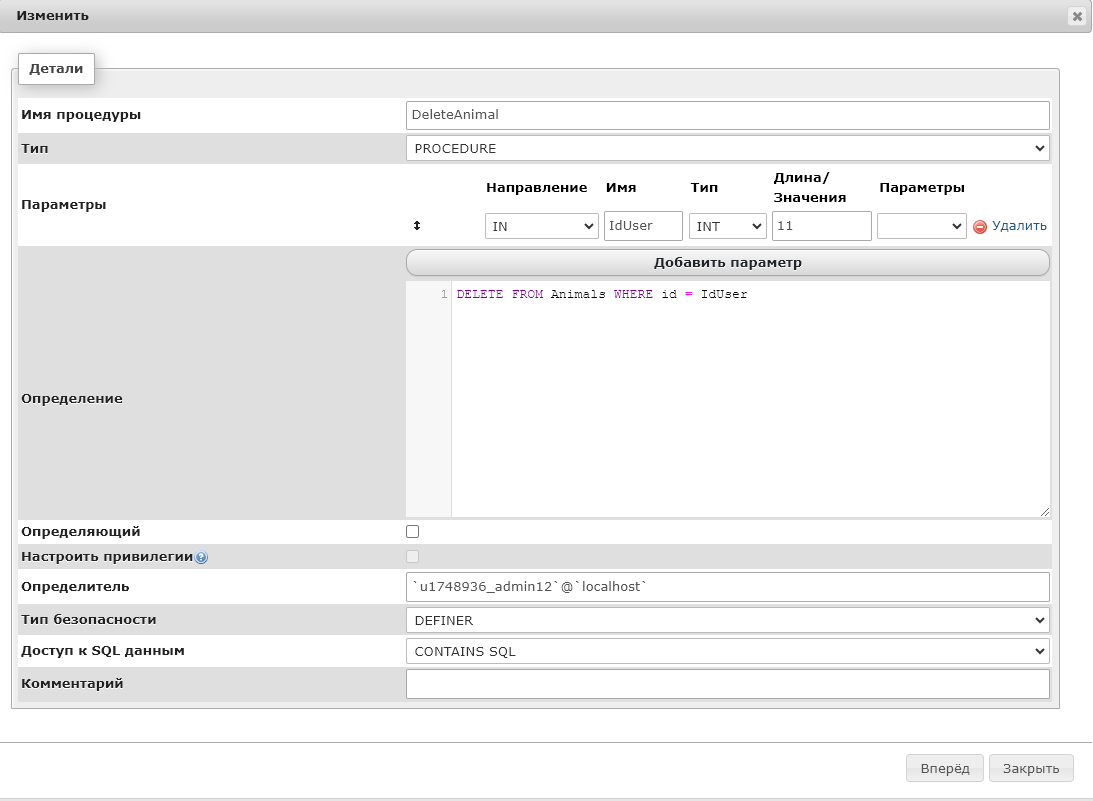 Изменить
Детали
Имя процедуры
DeleteAnimal
Тип
PROCEDURE
Параметры
Направление Имя Тип Длина/ Значения Параметры
IN IdUser INT 11 Удалить
Добавить параметр
Определение
1 DELETE FROM Animals WHERE id = IdUser
Определяющий
Настроить привилегии
Определитель
`u1748936_admin12`@`localhost`
Тип безопасности
DEFINER
Доступ к SQL данным
CONTAINS SQL
Комментарий
Вперёд Закрыть